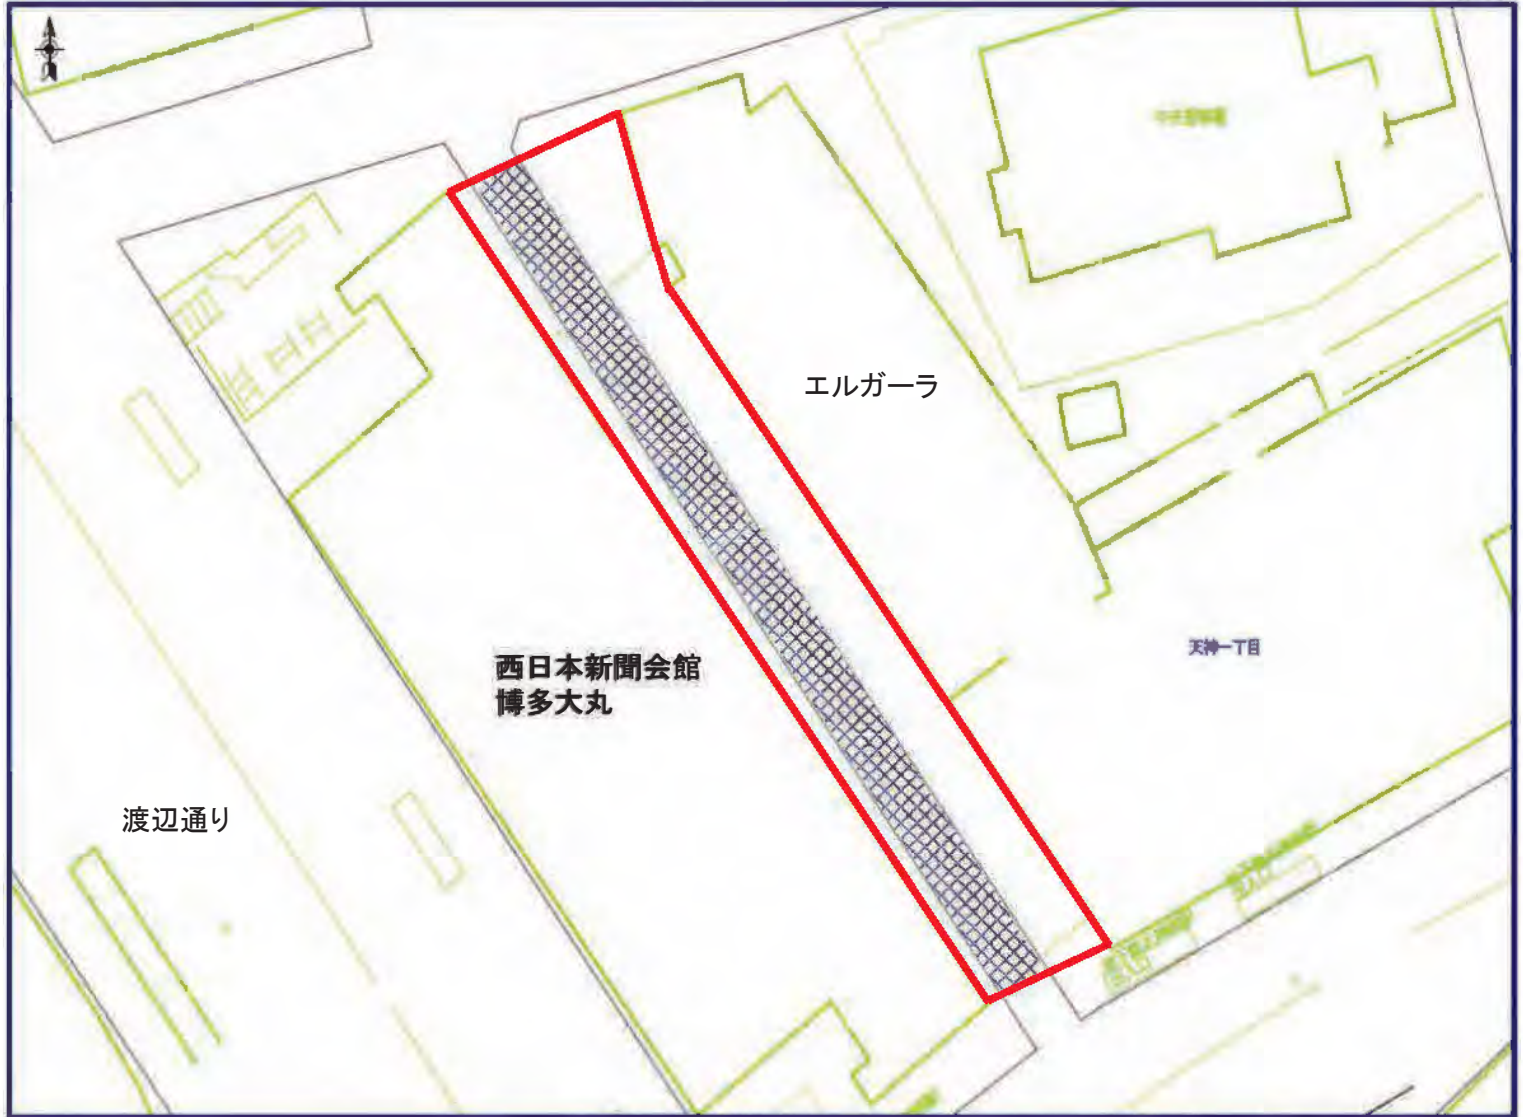 エルガーラ
天神一丁目
西日本新聞会館
博多大丸
渡辺通り